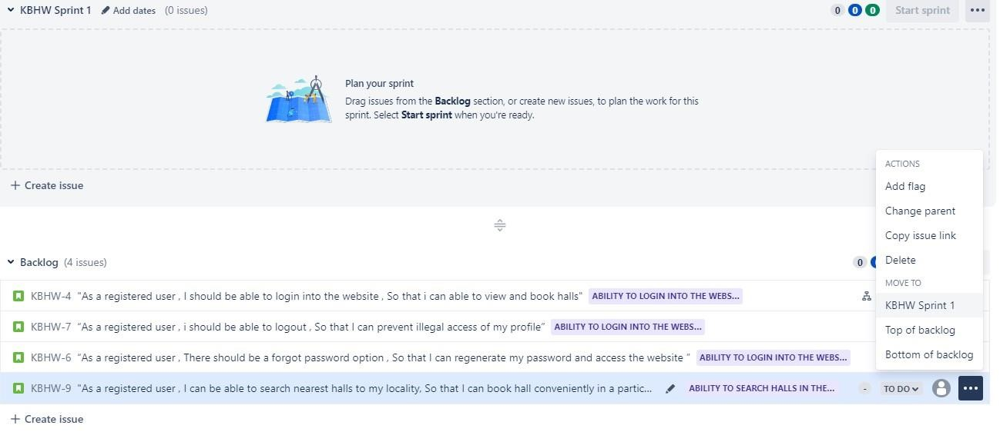 KBHW Sprint 1 Add dates (0 issues) 0 0 0 Start sprint
Plan your sprint
Drag issues from the Backlog section, or create new issues, to plan the work for this
sprint. Select Start sprint when you're ready.
+ Create issue
ACTIONS
Add flag
Change parent
Copy issue link
Delete
MOVE TO
KBHW Sprint 1
Top of backlog
Bottom of backlog
Backlog (4 issues) 0
KBHW-4 "As a registered user , I should be able to login into the website , So that i can able to view and book halls" ABILITY TO LOGIN INTO THE WEBS...
KBHW-7 "As a registered user , i should be able to logout , So that I can prevent illegal access of my profile” ABILITY TO LOGIN INTO THE WEBS...
KBHW-6 “As a registered user , There should be a forgot password option , So that I can regenerate my password and access the website ” ABILITY TO LOGIN INTO THE WEBS...
KBHW-9 "As a registered user , I can be able to search nearest halls to my locality, So that I can book hall conveniently in a partic... ABILITY TO SEARCH HALLS IN THE... - TO DO
+ Create issue